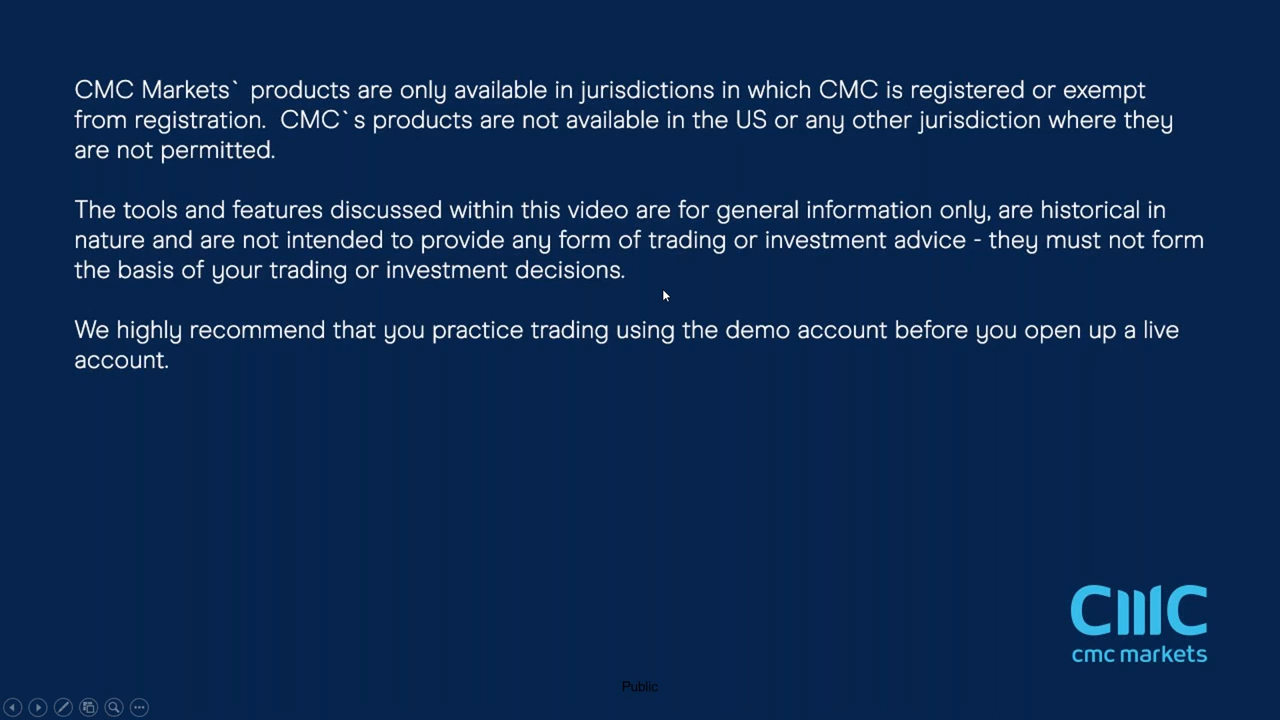 CMC Markets` products are only available in jurisdictions in which CMC is registered or exempt
from registration.  CMC`s products are not available in the US or any other jurisdiction where they
are not permitted.
The tools and features discussed within this video are for general information only, are historical in
nature and are not intended to provide any form of trading or investment advice - they must not form
the basis of your trading or investment decisions.
We highly recommend that you practice trading using the demo account before you open up a live
account.
CMC
cmc markets
Public